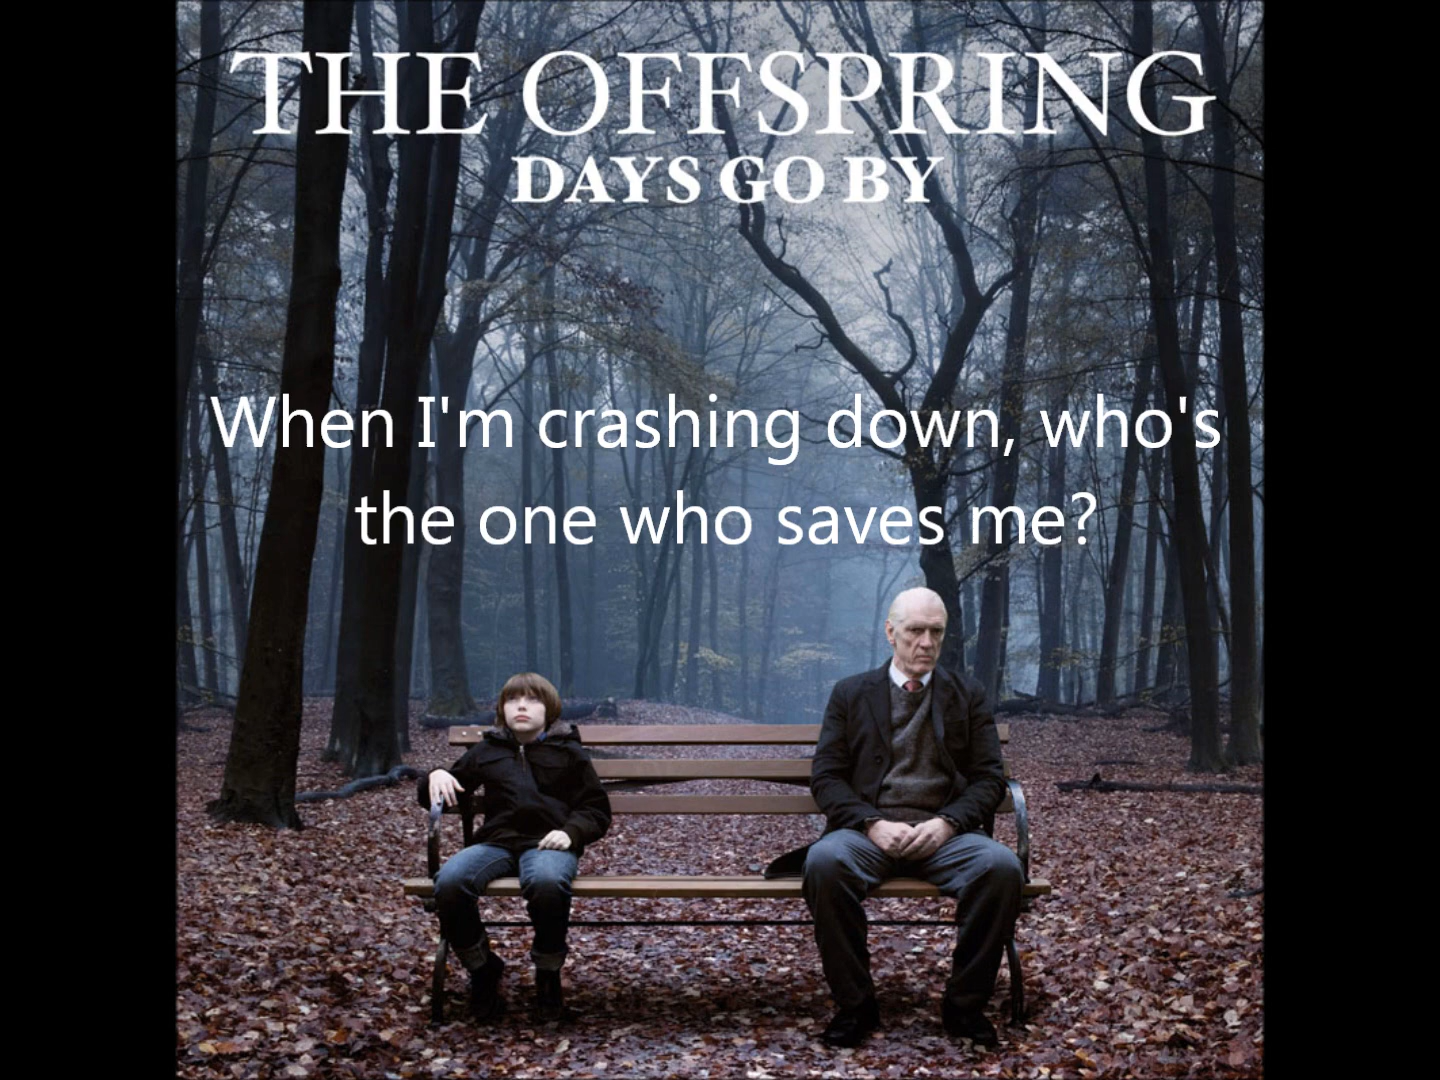 THE OFFSPRING
DAYS GO BY
When I'm crashing down, who's
the one who saves me?